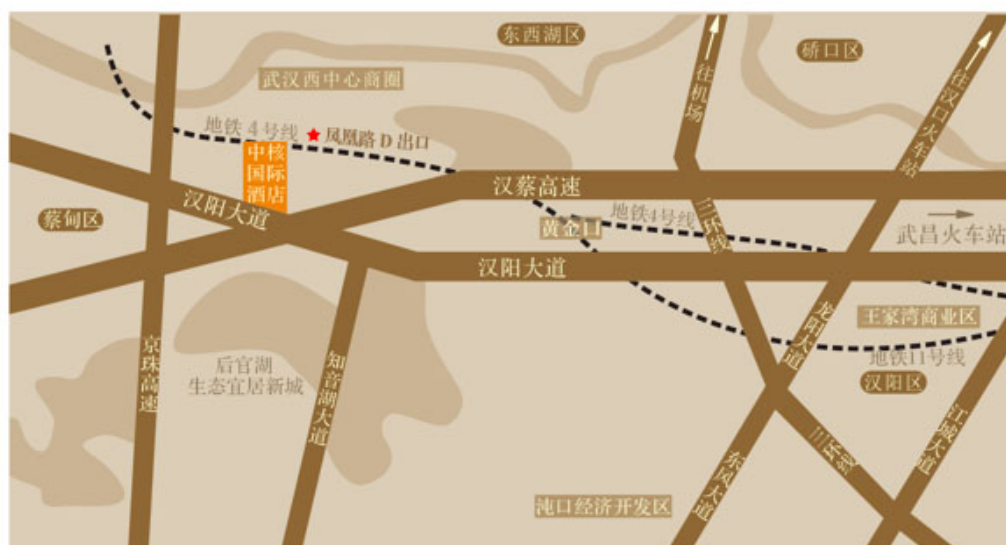 东西湖区
硚口区
武汉西中心商圈
往机场
往汉口火车站
地铁 4 号线
凤凰路 D 出口
中核
国际
酒店
汉蔡高速
蔡甸区
汉阳大道
黄金口
地铁4号线
三环线
武昌火车站
汉阳大道
龙阳大道
王家湾商业区
京珠高速
后官湖
生态宜居新城
知音湖大道
地铁11号线
汉阳区
江城大道
三环线
东风大道
沌口经济开发区